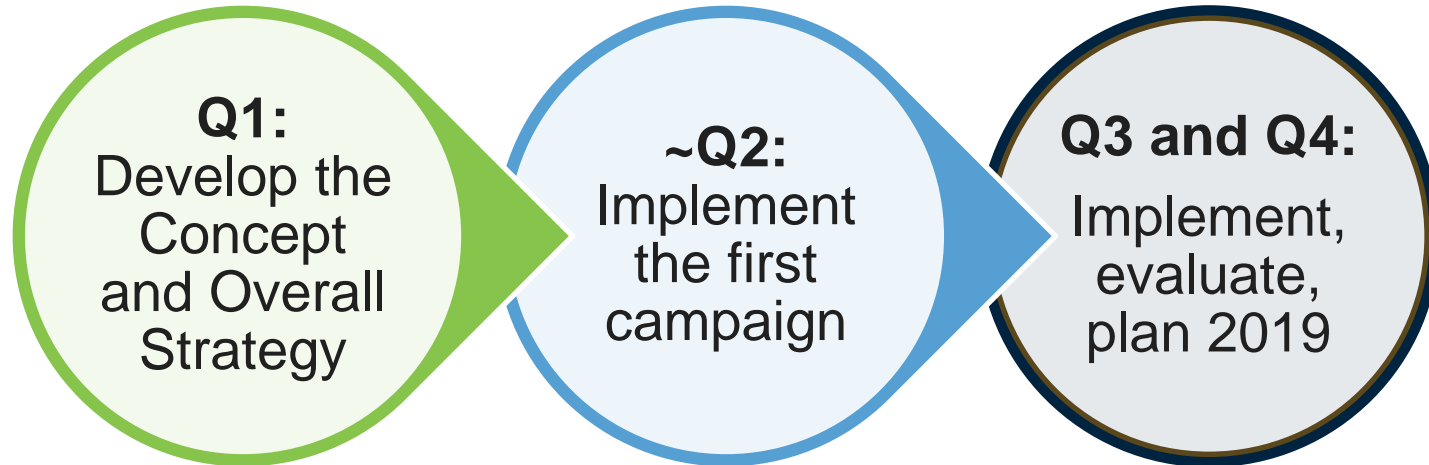 Q1:
Develop the
Concept
and Overall
Strategy
~Q2:
Implement
the first
campaign
Q3 and Q4:
Implement,
evaluate,
plan 2019